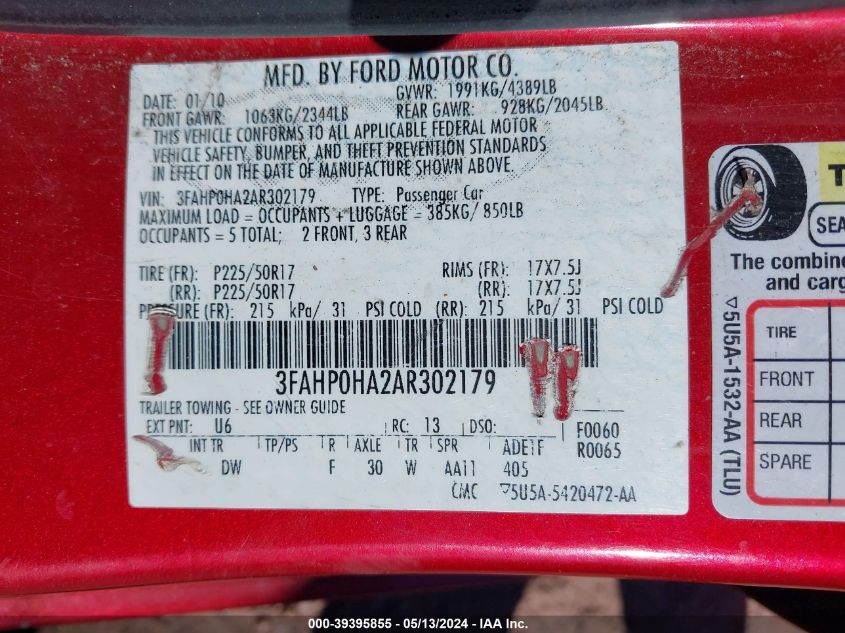 MFD. BY FORD MOTOR CO.
DATE: 01/10 GVWR: 1991KG/4389LB
FRONT GAWR: 1063KG/2344LB REAR GAWR: 928KG/2045LB
THIS VEHICLE CONFORMS TO ALL APPLICABLE FEDERAL MOTOR
VEHICLE SAFETY, BUMPER, AND THEFT PREVENTION STANDARDS
IN EFFECT ON THE DATE OF MANUFACTURE SHOWN ABOVE.
VIN: 3FAHP0HA2AR302179 TYPE: Passenger Car
MAXIMUM LOAD = OCCUPANTS + LUGGAGE = 385KG/ 850LB
OCCUPANTS = 5 TOTAL; 2 FRONT, 3 REAR
TIRE (FR): P225/50R17 RIMS (FR): 17X7.5J
(RR): P225/50R17 (RR): 17X7.5J
PRESSURE (FR): 215 kPa/ 31 PSI COLD (RR): 215 kPa/ 31 PSI COLD
3FAHP0HA2AR302179
TRAILER TOWING - SEE OWNER GUIDE
EXT PNT: U6 RC: 13 DSO: F0060
R0065
INT TR TP/PS R AXLE TR SPR ADE1F
DW F 30 W AA11 405
CMC ▽5U5A-5420472-AA
SEA
The combine
and carg
TIRE
FRONT
REAR
SPARE
▽5U5A-1532-AA (TLU)
000-39395855 - 05/13/2024 - IAA Inc.